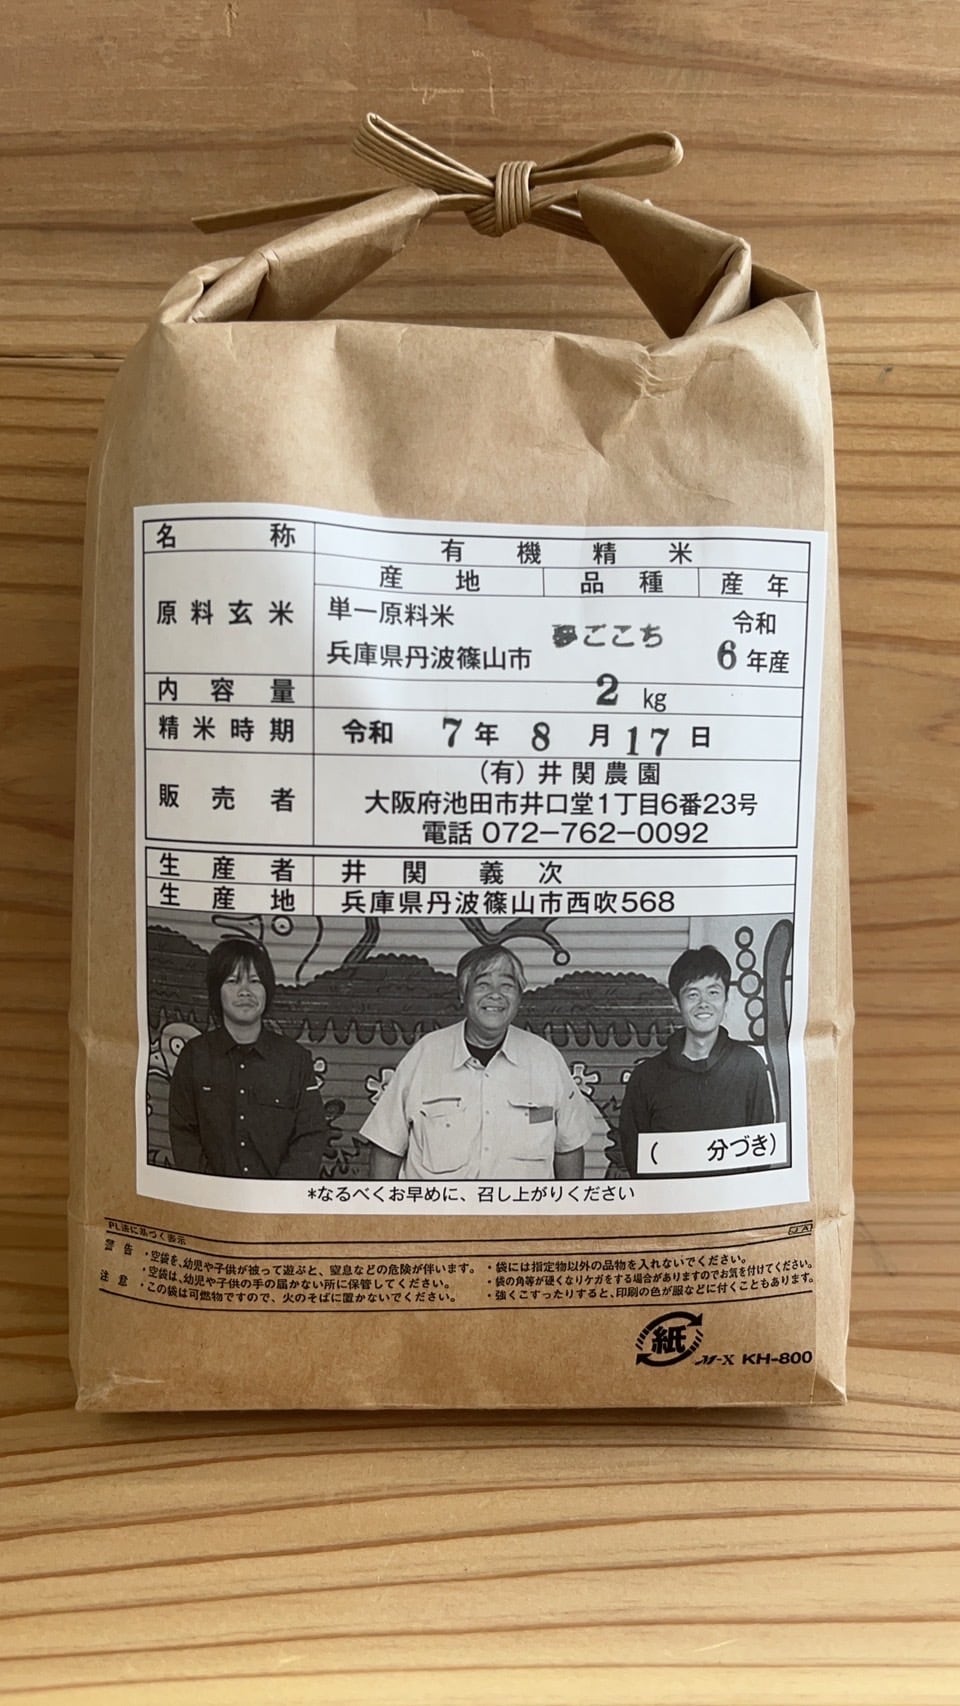 名称 有機精米
原料玄米 産地 品種 産年
単一原料米 夢ごこち 令和
兵庫県丹波篠山市 6年産
内容量 2 kg
精米時期 令和 7年 8月17日
販売者 (有)井関農園
大阪府池田市井口堂1丁目6番23号
電話 072-762-0092
生産者 井関義次
生産地 兵庫県丹波篠山市西吹568
( 分づき)
*なるべくお早めに、召し上がりください
PL法に基づく表示
警告 ・空袋を、幼児や子供が被って遊ぶと、窒息などの危険が伴います。
・空袋は、幼児や子供の手の届かない所に保管してください。
注意 ・この袋は可燃物ですので、火のそばに置かないでください。
・袋には指定物以外の品物を入れないでください。
・袋の角等が硬くなりケガをする場合がありますのでお気を付けてください。
・強くこすったりすると、印刷の色が服などに付くこともあります。
紙 M-X KH-800